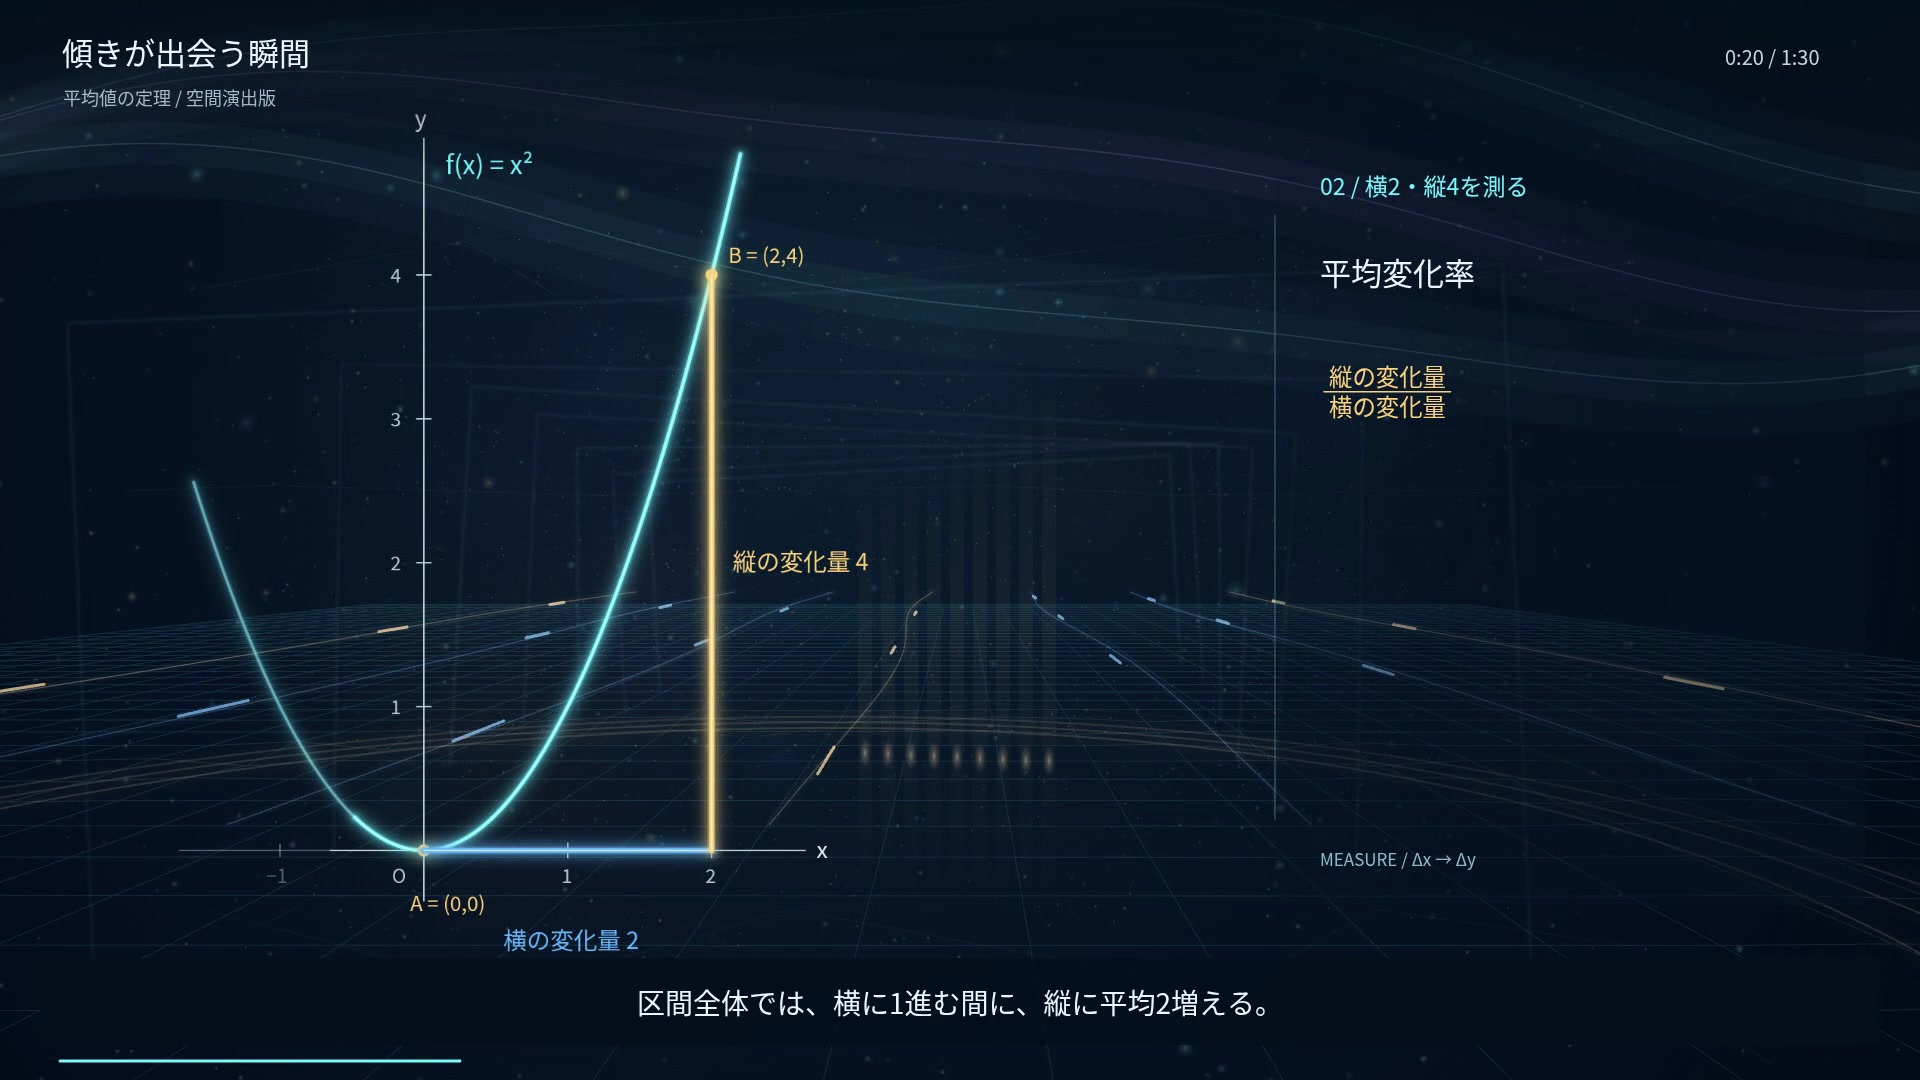 傾きが出会う瞬間
平均値の定理 / 空間演出版
0:20 / 1:30
y
f(x) = x²
B = (2,4)
4
3
2
1
縦の変化量 4
x
−1
O
1
2
A = (0,0)
横の変化量 2
02 / 横2・縦4を測る
平均変化率
縦の変化量
横の変化量
MEASURE / Δx → Δy
区間全体では、横に1進む間に、縦に平均2増える。